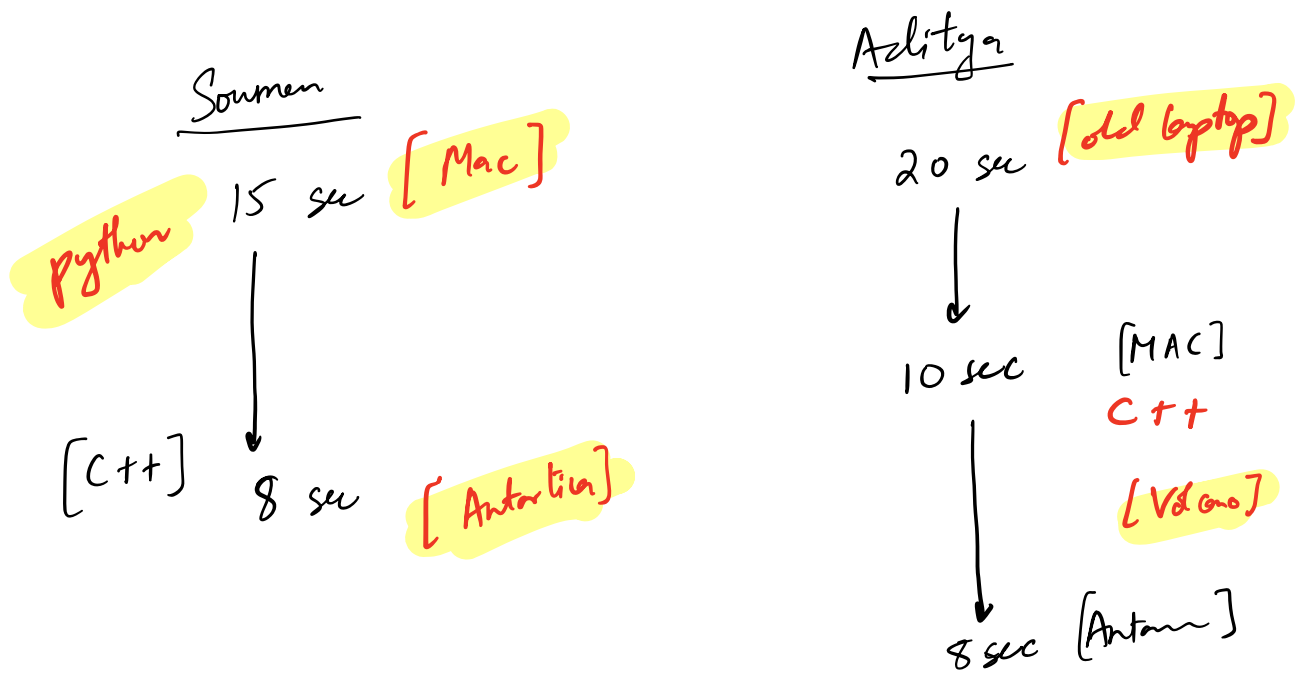 Soumen
15 sec [Mac]
python
[C++] 8 sec [Antartica]
Aditya
20 sec [old laptop]
10 sec [MAC]
C++
[Volcano]
8 sec